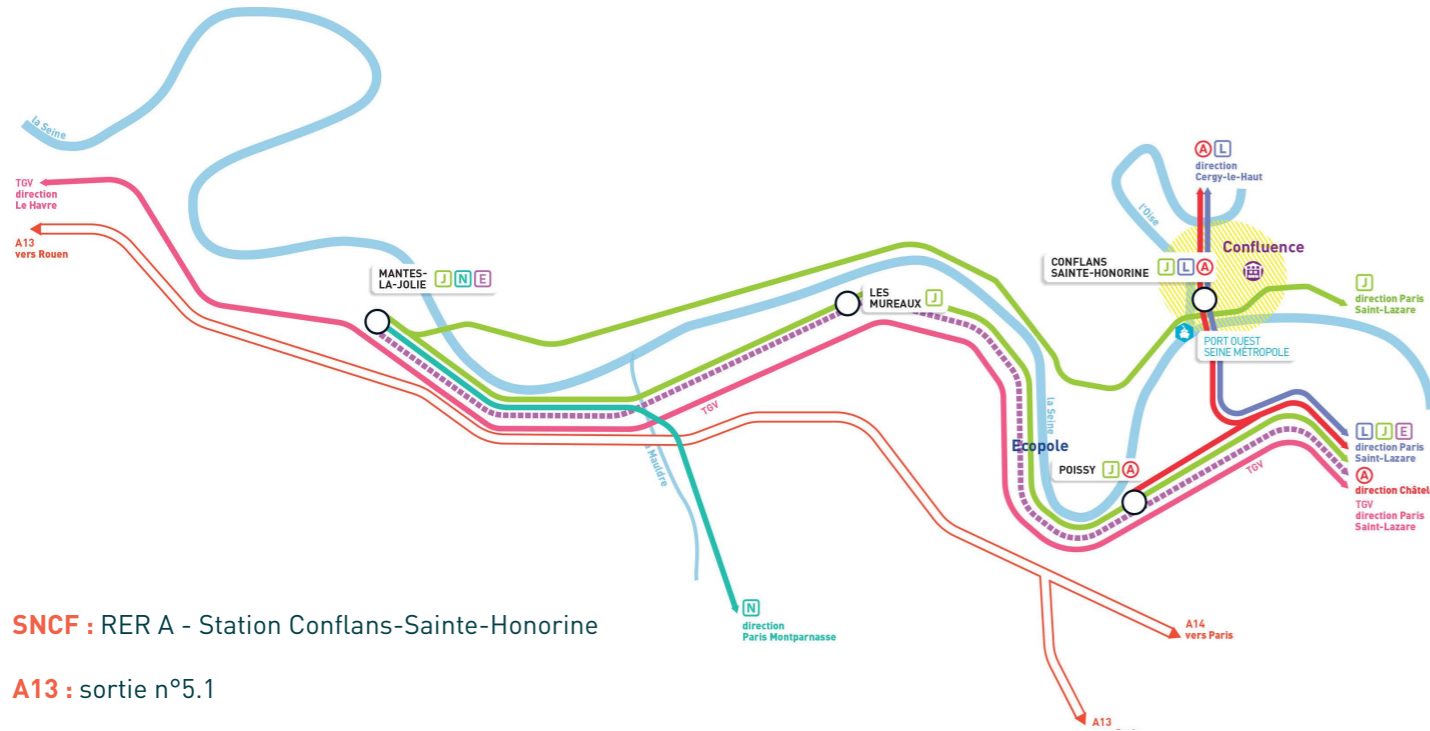 la Seine
TGV
direction
Le Havre
A13
vers Rouen
MANTES-
LA-JOLIE J N E
LES
MUREAUX J
A L
direction
Cergy-le-Haut
l'Oise
Confluence
CONFLANS
SAINTE-HONORINE J L A
J
direction Paris
Saint-Lazare
PORT OUEST
SEINE MÉTROPOLE
TGV
la Seine
Ecopole
POISSY J A
TGV
Mauldre
L J E
direction Paris
Saint-Lazare
A
direction Châtel
TGV
direction Paris
Saint-Lazare
N
direction
Paris Montparnasse
A14
vers Paris
A13
SNCF : RER A - Station Conflans-Sainte-Honorine
A13 : sortie n°5.1